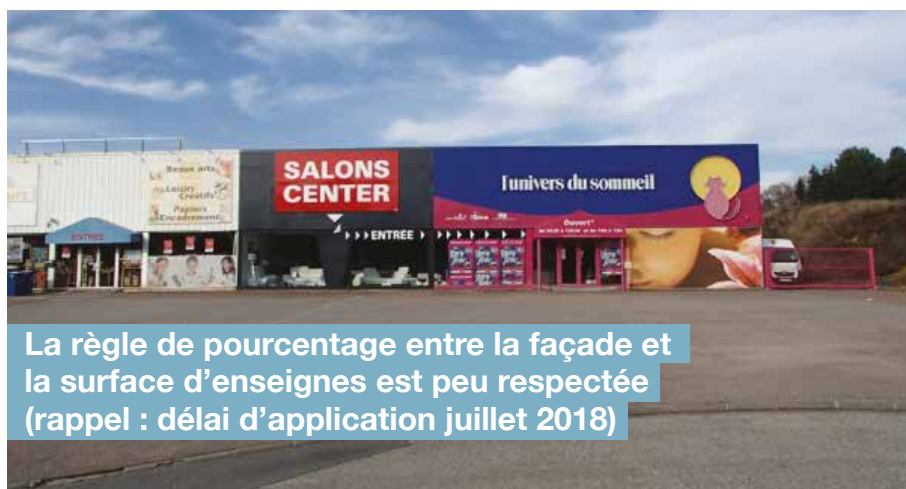 Beaux arts
Loisirs
Créatifs
Papiers
Encadrement
ENTRÉE
SALONS
CENTER
ENTRÉE
l'univers du sommeil
Ouvert*
La règle de pourcentage entre la façade et
la surface d'enseignes est peu respectée
(rappel : délai d'application juillet 2018)